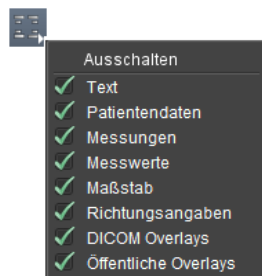 Ausschalten
Text
Patientendaten
Messungen
Messwerte
Maßstab
Richtungsangaben
DICOM Overlays
Öffentliche Overlays